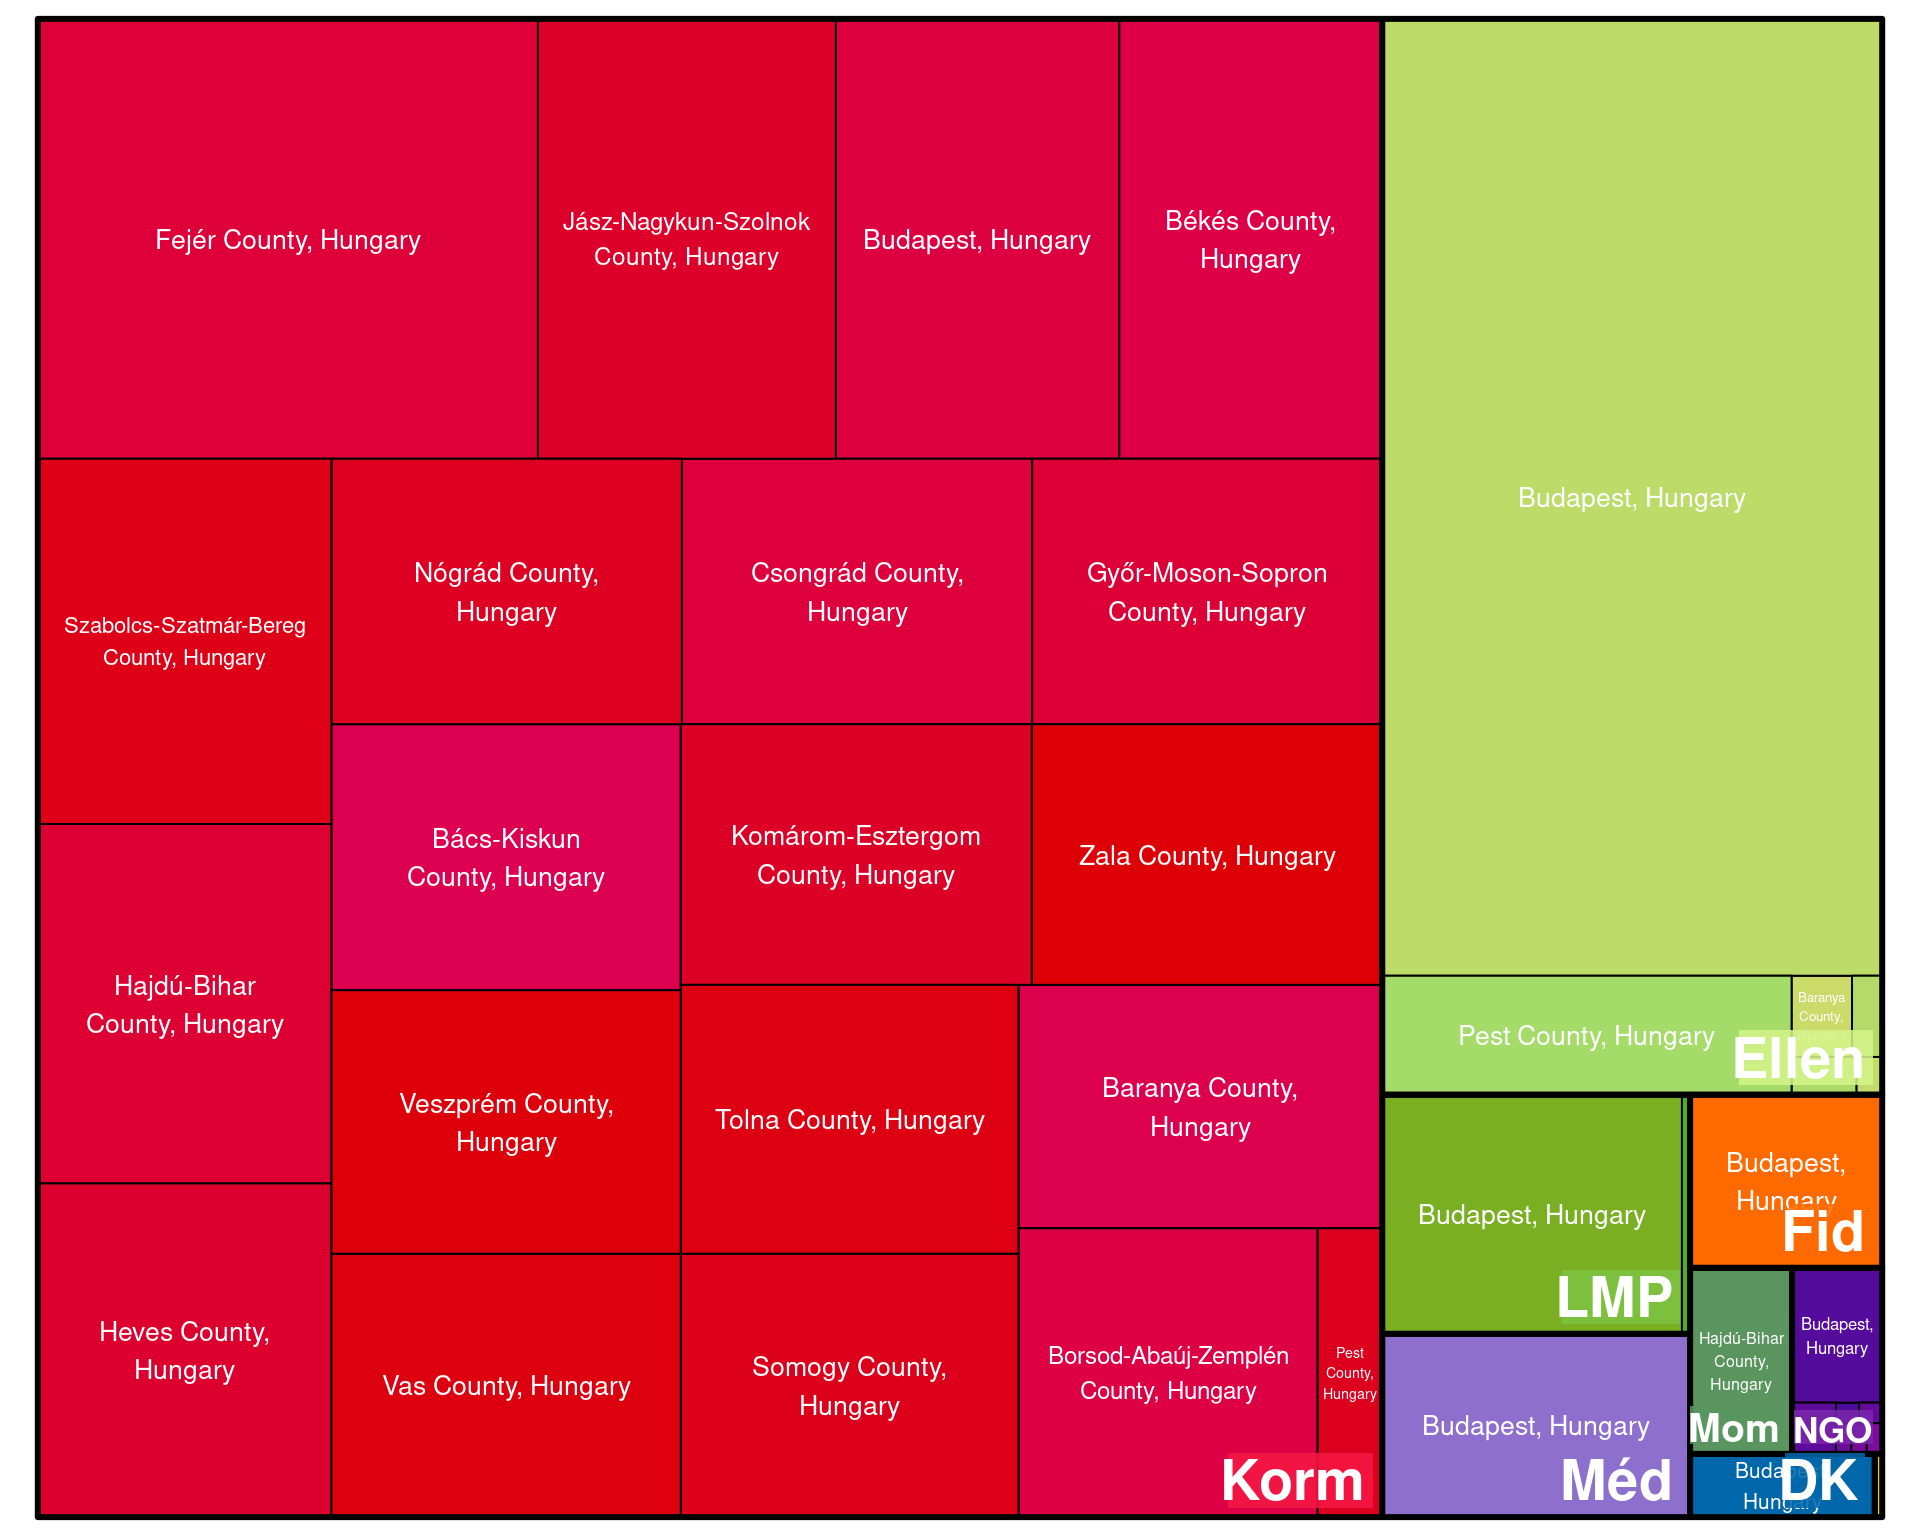 Fejér County, Hungary
Jász-Nagykun-Szolnok
County, Hungary
Budapest, Hungary
Békés County,
Hungary
Szabolcs-Szatmár-Bereg
County, Hungary
Nógrád County,
Hungary
Csongrád County,
Hungary
Győr-Moson-Sopron
County, Hungary
Hajdú-Bihar
County, Hungary
Bács-Kiskun
County, Hungary
Komárom-Esztergom
County, Hungary
Zala County, Hungary
Heves County,
Hungary
Veszprém County,
Hungary
Tolna County, Hungary
Baranya County,
Hungary
Vas County, Hungary
Somogy County,
Hungary
Borsod-Abaúj-Zemplén
County, Hungary
Pest
County,
Hungary
Korm
Budapest, Hungary
Pest County, Hungary
Baranya
County,
Ellen
Budapest, Hungary
LMP
Budapest,
Hungary
Fid
Budapest, Hungary
Méd
Hajdú-Bihar
County,
Hungary
Mom
Budapest,
Hungary
NGO
Budapest,
Hungary
DK